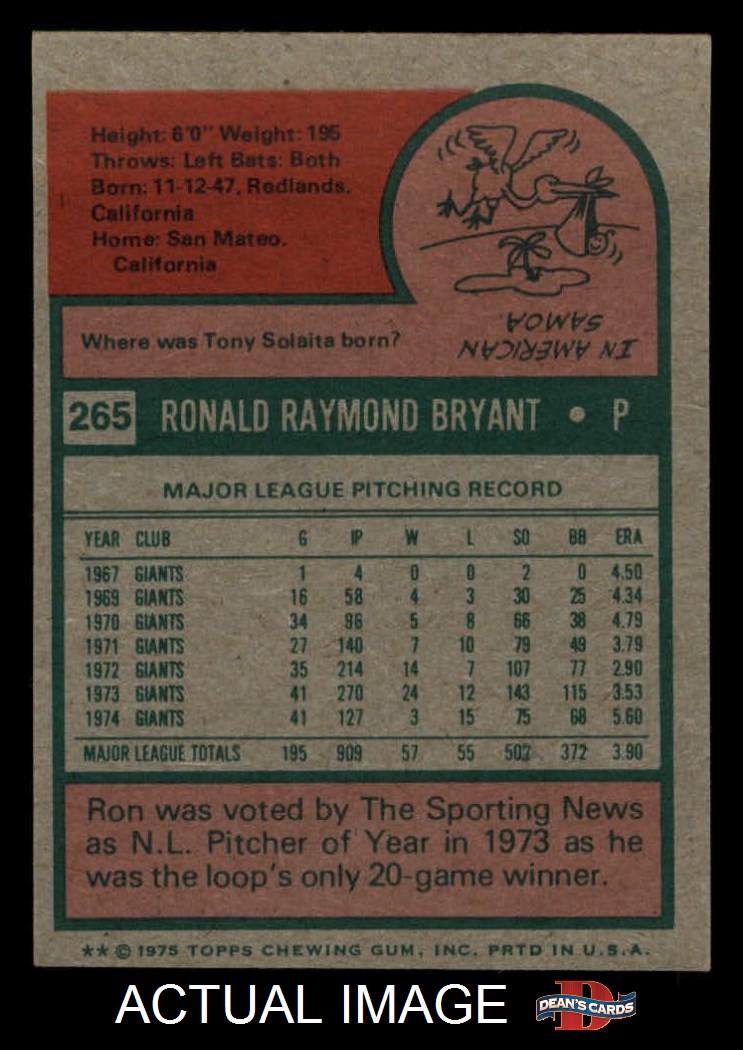 Height: 6'0" Weight: 195
Throws: Left Bats: Both
Born: 11-12-47, Redlands,
California
Home: San Mateo,
California
Where was Tony Solaita born?
IN AMERICAN
SAMOA.
265 RONALD RAYMOND BRYANT • P
MAJOR LEAGUE PITCHING RECORD
YEAR CLUB G IP W L SO BB ERA
1967 GIANTS 1 4 0 0 2 0 4.50
1969 GIANTS 16 58 4 3 30 25 4.34
1970 GIANTS 34 96 5 8 66 38 4.79
1971 GIANTS 27 140 7 10 79 49 3.79
1972 GIANTS 35 214 14 7 107 77 2.90
1973 GIANTS 41 270 24 12 143 115 3.53
1974 GIANTS 41 127 3 15 75 68 5.60
MAJOR LEAGUE TOTALS 195 909 57 55 502 372 3.90
Ron was voted by The Sporting News
as N.L. Pitcher of Year in 1973 as he
was the loop's only 20-game winner.
** © 1975 TOPPS CHEWING GUM, INC. PRTD IN U.S.A.
ACTUAL IMAGE
D
DEAN'S CARDS